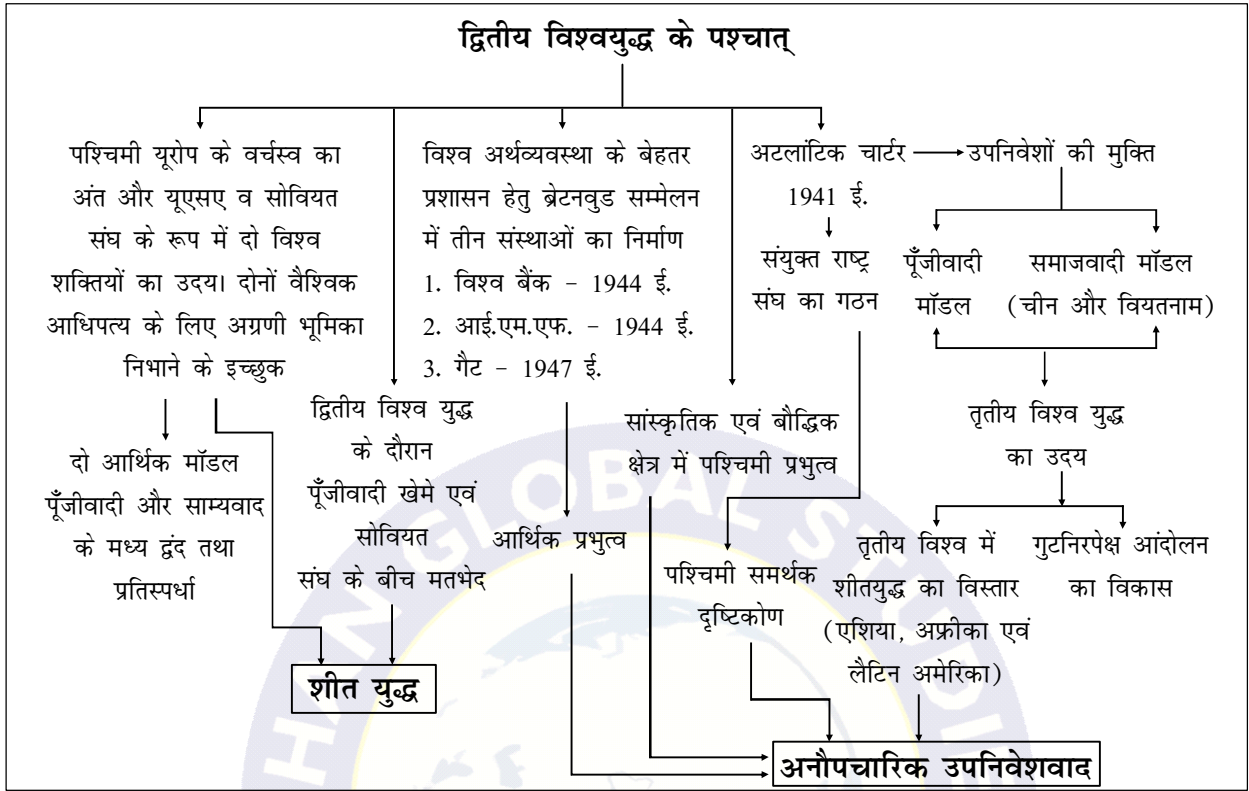 द्वितीय विश्वयुद्ध के पश्चात्
पश्चिमी यूरोप के वर्चस्व का
अंत और यूएसए व सोवियत
संघ के रूप में दो विश्व
शक्तियों का उदय। दोनों वैश्विक
आधिपत्य के लिए अग्रणी भूमिका
निभाने के इच्छुक
दो आर्थिक मॉडल
पूँजीवादी और साम्यवाद
के मध्य द्वंद तथा
प्रतिस्पर्धा
द्वितीय विश्व युद्ध
के दौरान
पूँजीवादी खेमे एवं
सोवियत
संघ के बीच मतभेद
शीत युद्ध
विश्व अर्थव्यवस्था के बेहतर
प्रशासन हेतु ब्रेटनवुड सम्मेलन
में तीन संस्थाओं का निर्माण
1. विश्व बैंक – 1944 ई.
2. आई.एम.एफ. – 1944 ई.
3. गैट – 1947 ई.
आर्थिक प्रभुत्व
सांस्कृतिक एवं बौद्धिक
क्षेत्र में पश्चिमी प्रभुत्व
अटलांटिक चार्टर
1941 ई.
संयुक्त राष्ट्र
संघ का गठन
पश्चिमी समर्थक
दृष्टिकोण
उपनिवेशों की मुक्ति
पूँजीवादी
मॉडल
समाजवादी मॉडल
(चीन और वियतनाम)
तृतीय विश्व युद्ध
का उदय
तृतीय विश्व में
शीतयुद्ध का विस्तार
(एशिया, अफ्रीका एवं
लैटिन अमेरिका)
गुटनिरपेक्ष आंदोलन
का विकास
अनौपचारिक उपनिवेशवाद
HAN GLOBAL STUDI